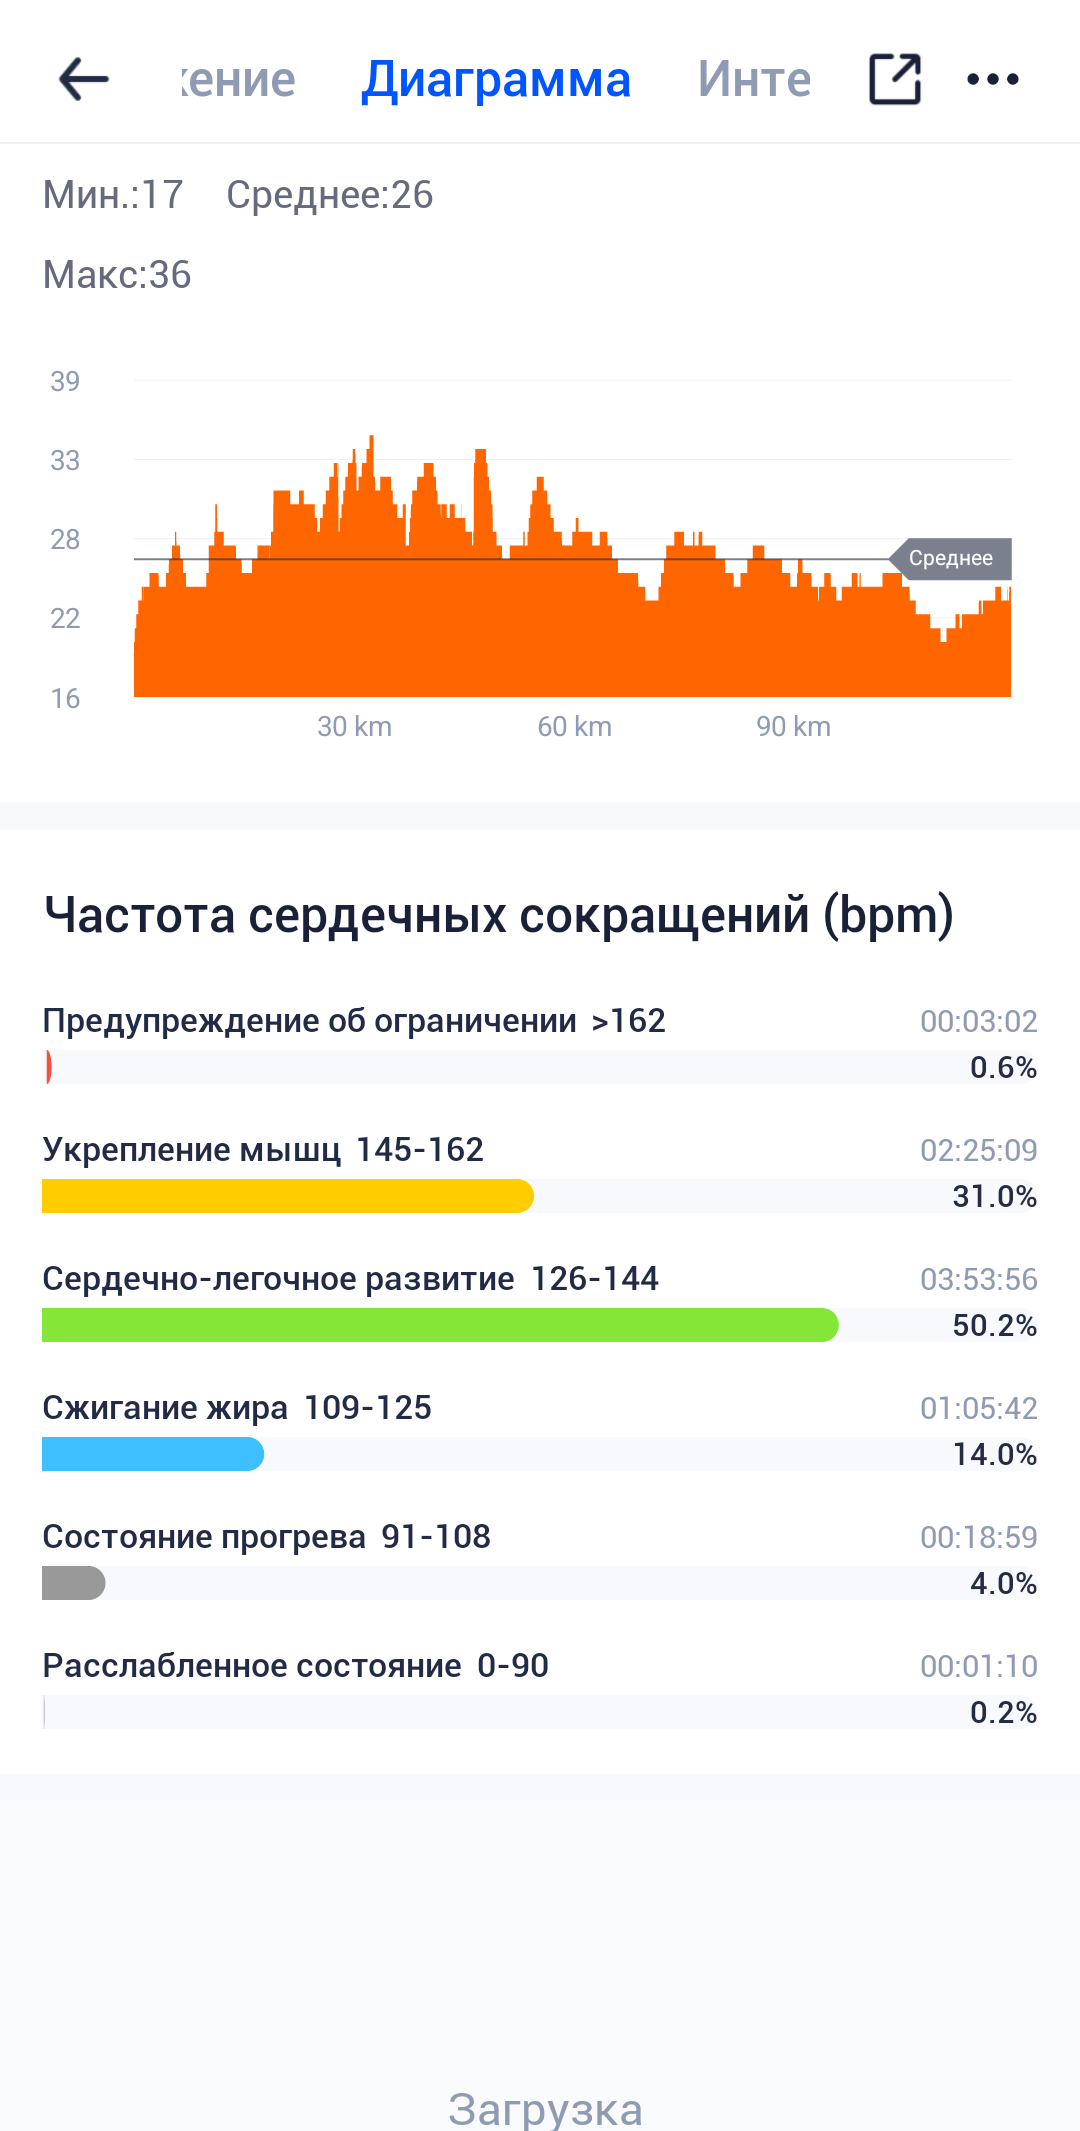 жение Диаграмма Инте
Мин.:17 Среднее:26
Макс:36
39
33
28
Среднее
22
16
30 km 60 km 90 km
Частота сердечных сокращений (bpm)
Предупреждение об ограничении >162 00:03:02
0.6%
Укрепление мышц 145-162 02:25:09
31.0%
Сердечно-легочное развитие 126-144 03:53:56
50.2%
Сжигание жира 109-125 01:05:42
14.0%
Состояние прогрева 91-108 00:18:59
4.0%
Расслабленное состояние 0-90 00:01:10
0.2%
Загрузка